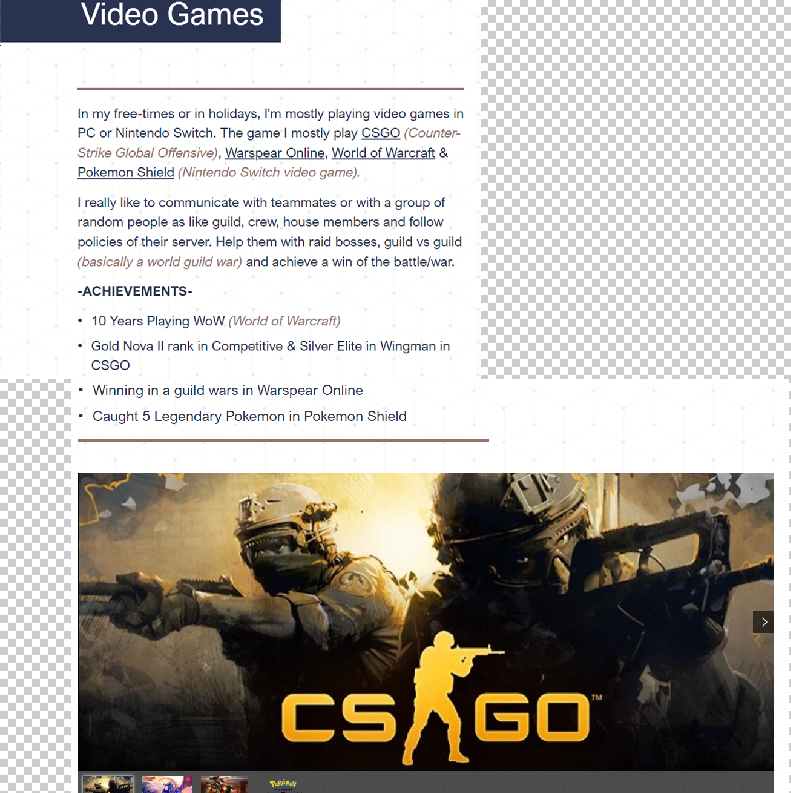 Video Games
In my free-times or in holidays, I'm mostly playing video games in
PC or Nintendo Switch. The game I mostly play CSGO (Counter-
Strike Global Offensive), Warspear Online, World of Warcraft &
Pokemon Shield (Nintendo Switch video game).
I really like to communicate with teammates or with a group of
random people as like guild, crew, house members and follow
policies of their server. Help them with raid bosses, guild vs guild
(basically a world guild war) and achieve a win of the battle/war.
-ACHIEVEMENTS-
• 10 Years Playing WoW (World of Warcraft)
• Gold Nova II rank in Competitive & Silver Elite in Wingman in
CSGO
• Winning in a guild wars in Warspear Online
• Caught 5 Legendary Pokemon in Pokemon Shield
CS GO™
Pokémon